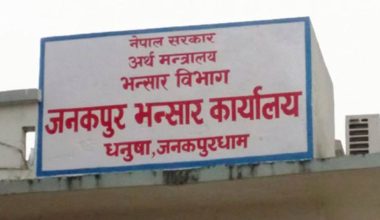 नेपाल सरकार
अर्थ मन्त्रालय
भन्सार विभाग
जनकपुर भन्सार कार्यालय
धनुषा,जनकपुरधाम